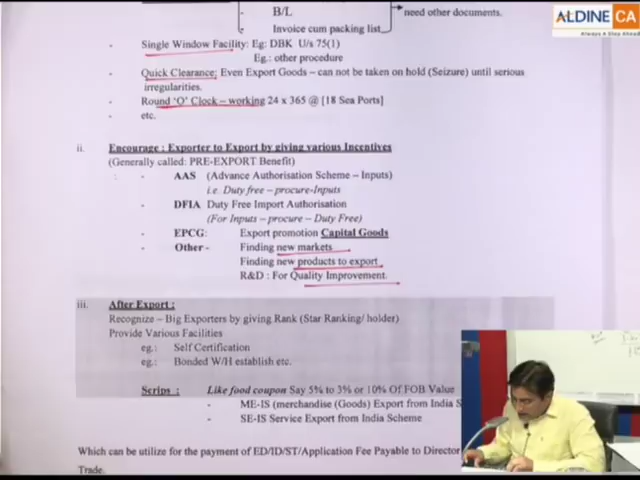 B/L
need other documents.
Invoice cum packing list
ALDINE CA
Always A Step Ahead
- Single Window Facility: Eg: DBK U/s 75(1)
Eg.: other procedure
- Quick Clearance: Even Export Goods – can not be taken on hold (Seizure) until serious
irregularities.
- Round 'O' Clock – working 24 x 365 @ [18 Sea Ports]
- etc.
ii. Encourage : Exporter to Export by giving various Incentives
(Generally called: PRE-EXPORT Benefit)
- AAS (Advance Authorisation Scheme – Inputs)
i.e. Duty free – procure-Inputs
- DFIA Duty Free Import Authorisation
(For Inputs – procure – Duty Free)
- EPCG: Export promotion Capital Goods
- Other - Finding new markets
Finding new products to export
R&D : For Quality Improvement.
iii. After Export :
Recognize – Big Exporters by giving Rank (Star Ranking/ holder)
Provide Various Facilities
eg.: Self Certification
eg.: Bonded W/H establish etc.
Scrips : Like food coupon Say 5% to 3% or 10% Of FOB Value
- ME-IS (merchandise (Goods) Export from India S
- SE-IS Service Export from India Scheme
Which can be utilize for the payment of ED/ID/ST/Application Fee Payable to Director
Trade.